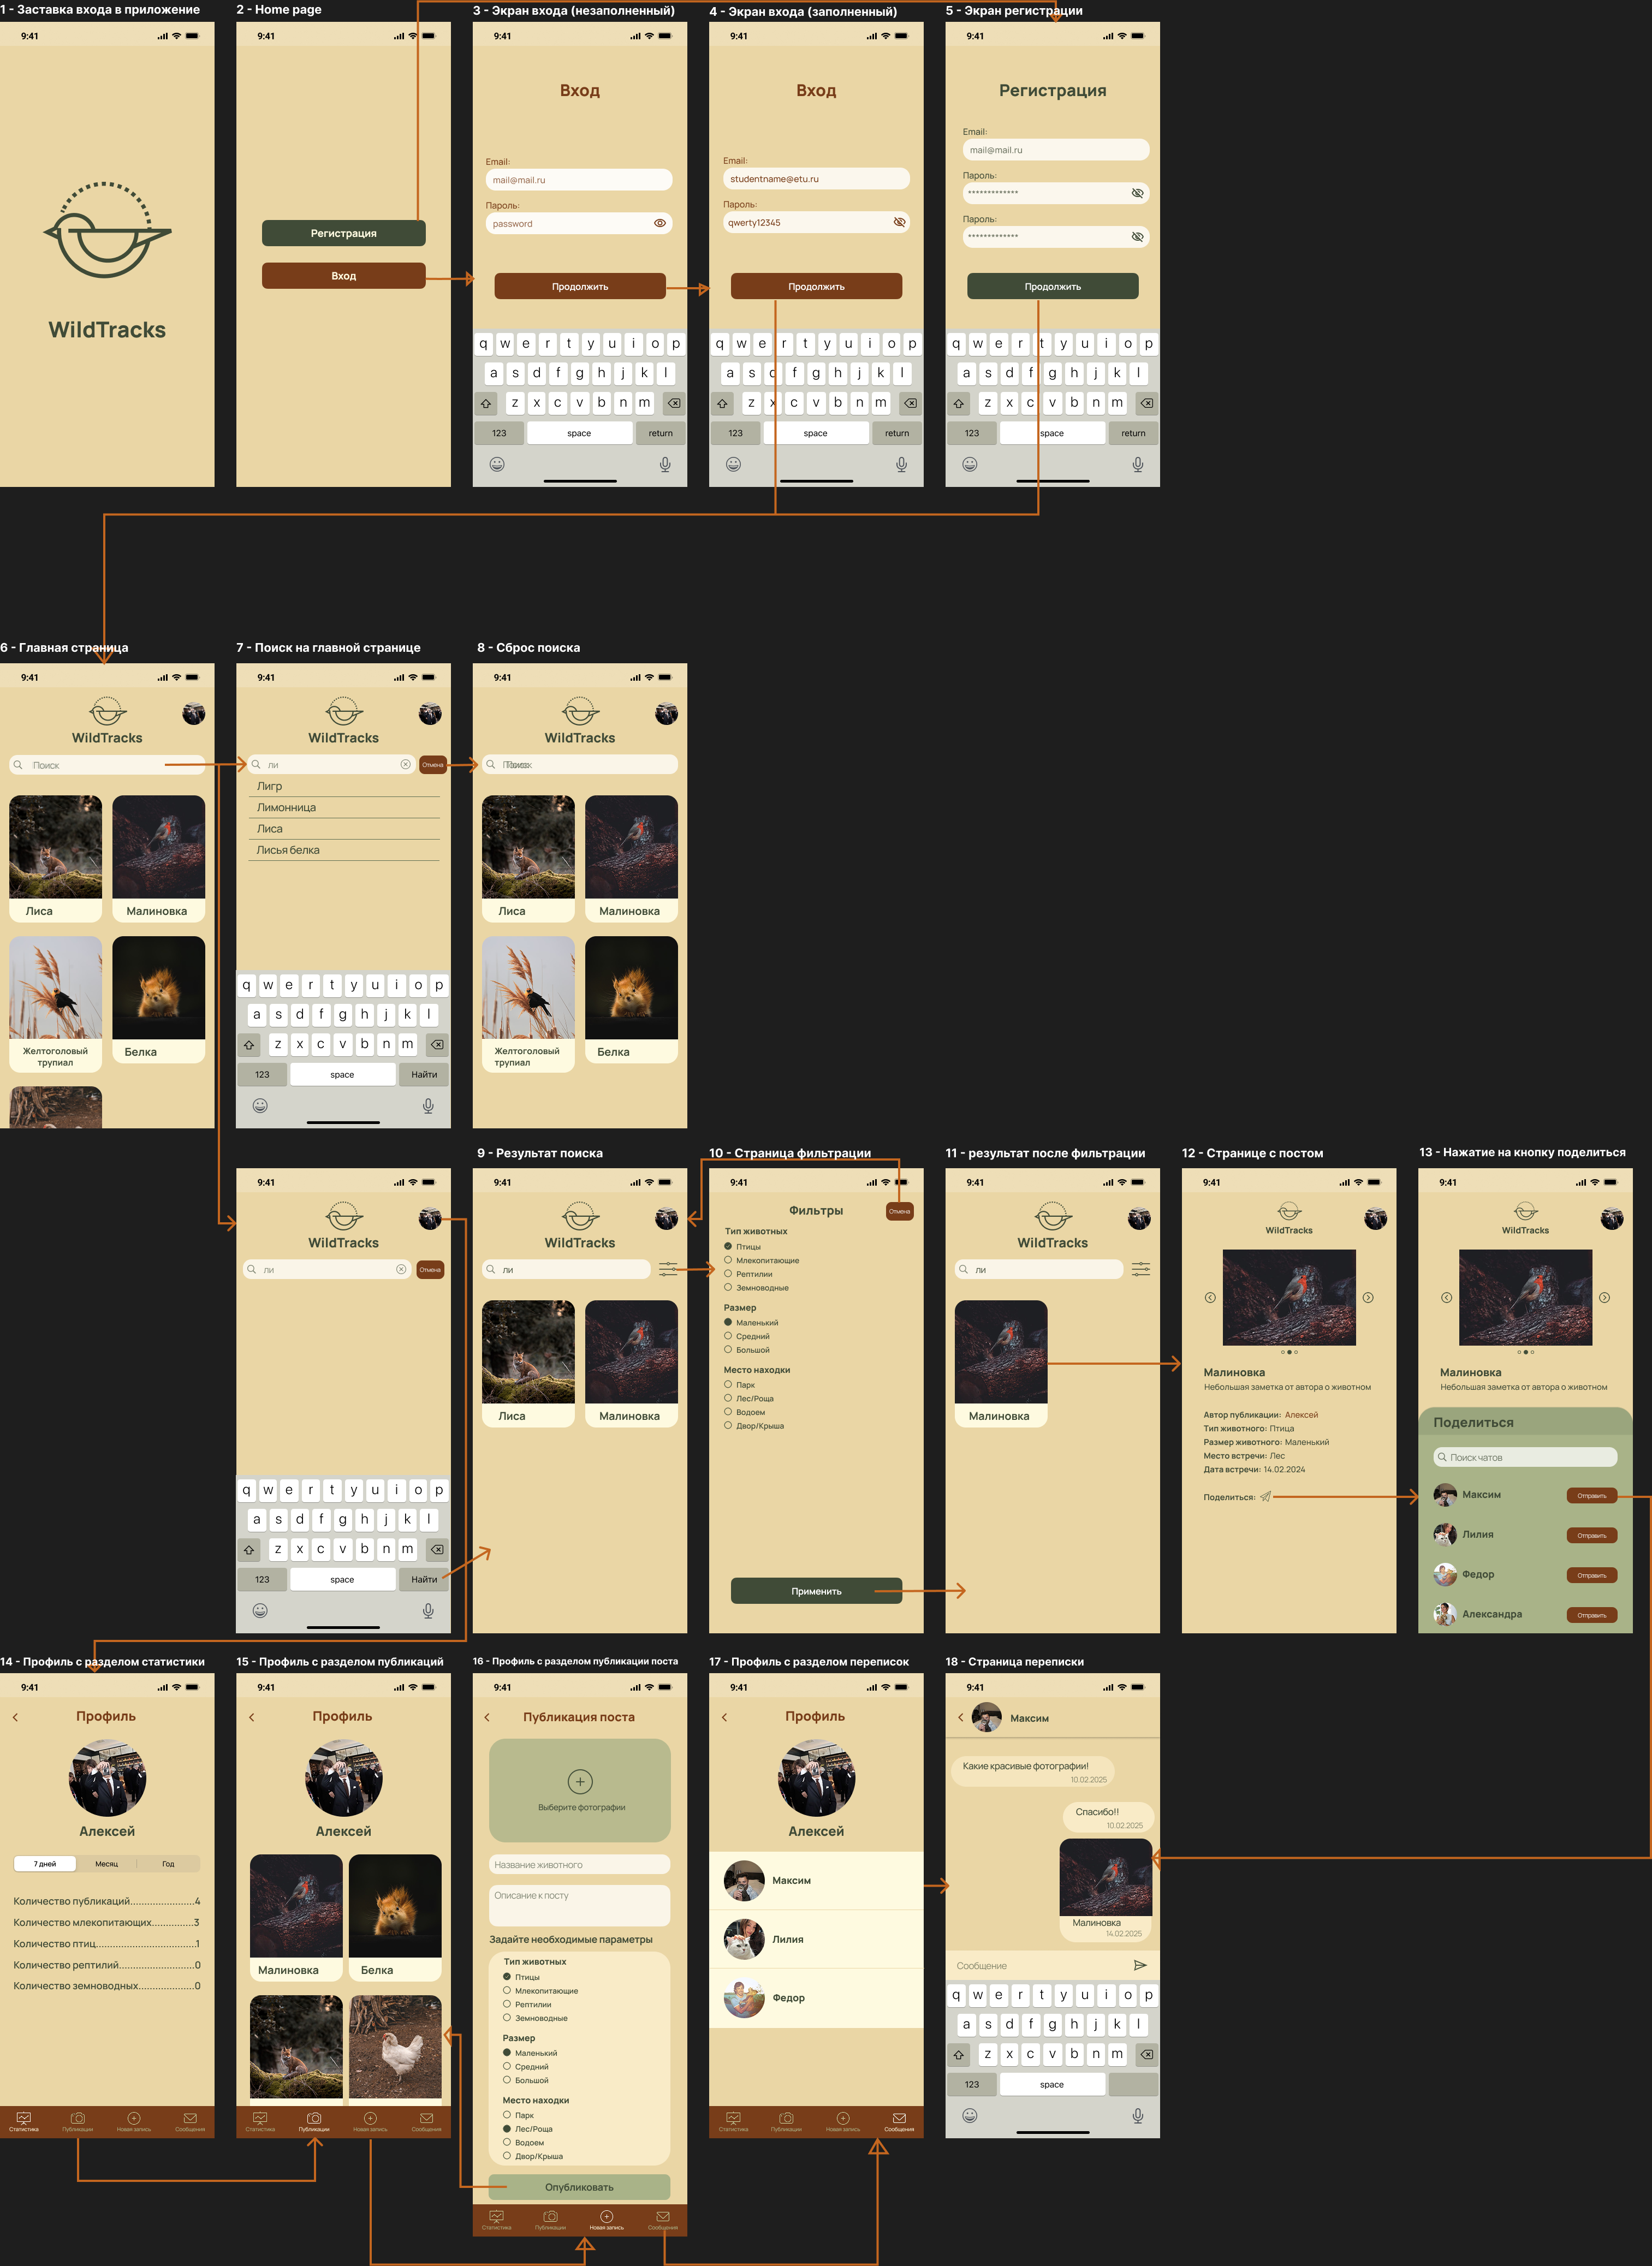 1 - Заставка входа в приложение
9:41
WildTracks
2 - Home page
9:41
Регистрация
Вход
3 - Экран входа (незаполненный)
9:41
Вход
Email:
mail@mail.ru
Пароль:
password
Продолжить
q w e r t y u i o p
a s d f g h j k l
z x c v b n m
123 space return
4 - Экран входа (заполненный)
9:41
Вход
Email:
studentname@etu.ru
Пароль:
qwerty12345
Продолжить
q w e r t y u i o p
a s d f g h j k l
z x c v b n m
123 space return
5 - Экран регистрации
9:41
Регистрация
Email:
mail@mail.ru
Пароль:
*************
Пароль:
*************
Продолжить
q w e r t y u i o p
a s d f g h j k l
z x c v b n m
123 space return
6 - Главная страница
9:41
WildTracks
Поиск
Лиса
Малиновка
Желтоголовый
трупиал
Белка
7 - Поиск на главной странице
9:41
WildTracks
ли
Отмена
Лигр
Лимонница
Лиса
Лисья белка
q w e r t y u i o p
a s d f g h j k l
z x c v b n m
123 space Найти
8 - Сброс поиска
9:41
WildTracks
Лиса
Малиновка
Желтоголовый
трупиал
Белка
9:41
WildTracks
ли
Отмена
q w e r t y u i o p
a s d f g h j k l
z x c v b n m
123 space Найти
9 - Результат поиска
9:41
WildTracks
ли
Лиса
Малиновка
10 - Страница фильтрации
9:41
Фильтры
Отмена
Тип животных
Птицы
Млекопитающие
Рептилии
Земноводные
Размер
Маленький
Средний
Большой
Место находки
Парк
Лес/Роща
Водоем
Двор/Крыша
Применить
11 - результат после фильтрации
9:41
WildTracks
ли
Малиновка
12 - Странице с постом
9:41
WildTracks
Малиновка
Небольшая заметка от автора о животном
Автор публикации: Алексей
Тип животного: Птица
Размер животного: Маленький
Место встречи: Лес
Дата встречи: 14.02.2024
Поделиться:
13 - Нажатие на кнопку поделиться
9:41
WildTracks
Малиновка
Небольшая заметка от автора о животном
Поделиться
Поиск чатов
Максим Отправить
Лилия Отправить
Федор Отправить
Александра Отправить
14 - Профиль с разделом статистики
9:41
Профиль
Алексей
7 дней Месяц Год
Количество публикаций......................4
Количество млекопитающих..............3
Количество птиц..................................1
Количество рептилий..........................0
Количество земноводных...................0
Статистика Публикации Новая запись Сообщения
15 - Профиль с разделом публикаций
9:41
Профиль
Алексей
Малиновка
Белка
Статистика Публикации Новая запись Сообщения
16 - Профиль с разделом публикации поста
9:41
Публикация поста
Выберите фотографии
Название животного
Описание к посту
Задайте необходимые параметры
Тип животных
Птицы
Млекопитающие
Рептилии
Земноводные
Размер
Маленький
Средний
Большой
Место находки
Парк
Лес/Роща
Водоем
Двор/Крыша
Опубликовать
Статистика Публикации Новая запись Сообщения
17 - Профиль с разделом переписок
9:41
Профиль
Алексей
Максим
Лилия
Федор
Статистика Публикации Новая запись Сообщения
18 - Страница переписки
9:41
Максим
Какие красивые фотографии!
10.02.2025
Спасибо!!
10.02.2025
Малиновка
14.02.2025
Сообщение
q w e r t y u i o p
a s d f g h j k l
z x c v b n m
123 space